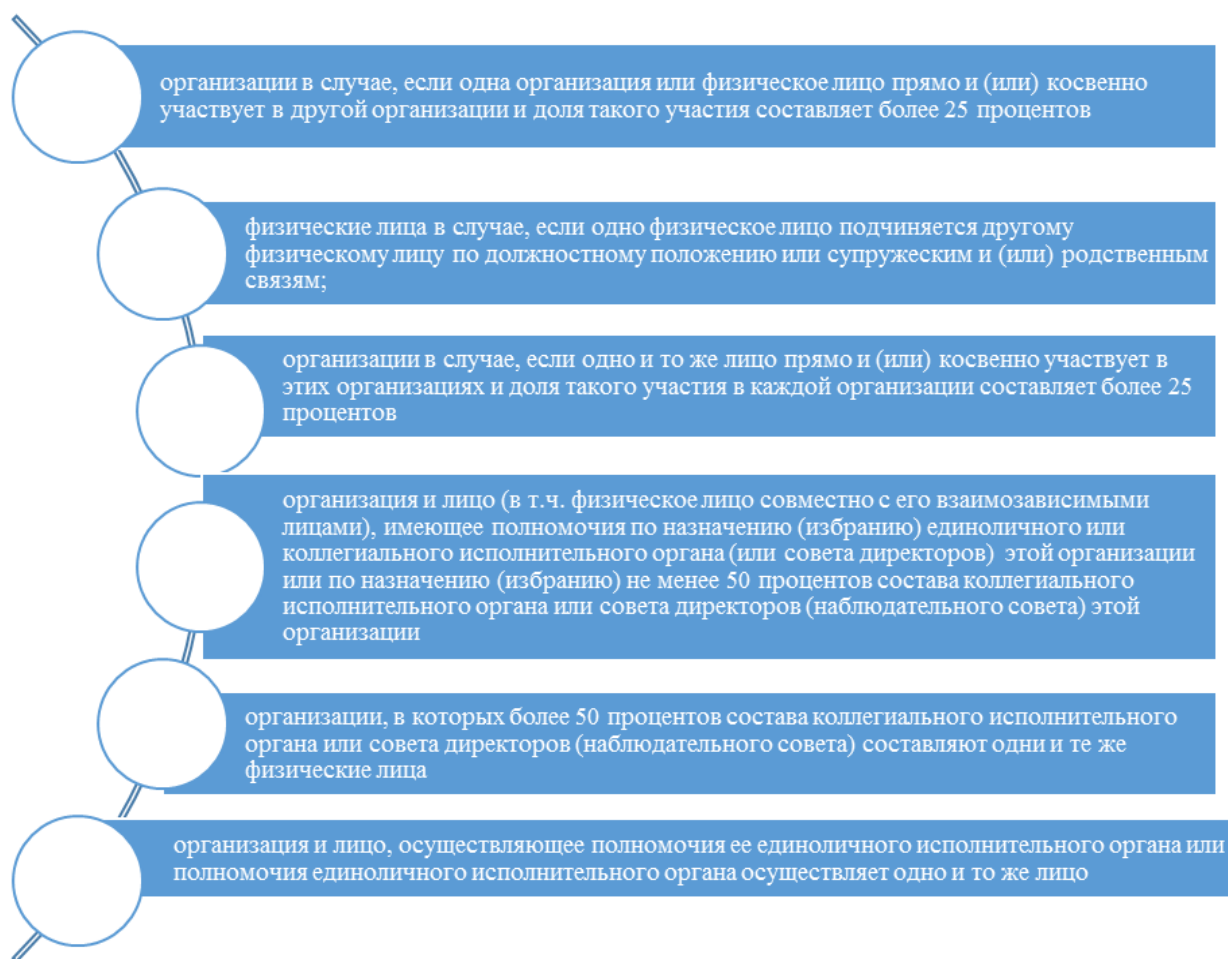 организации в случае, если одна организация или физическое лицо прямо и (или) косвенно
участвует в другой организации и доля такого участия составляет более 25 процентов
физические лица в случае, если одно физическое лицо подчиняется другому
физическому лицу по должностному положению или супружеским и (или) родственным
связям;
организации в случае, если одно и то же лицо прямо и (или) косвенно участвует в
этих организациях и доля такого участия в каждой организации составляет более 25
процентов
организация и лицо (в т.ч. физическое лицо совместно с его взаимозависимыми
лицами), имеющее полномочия по назначению (избранию) единоличного или
коллегиального исполнительного органа (или совета директоров) этой организации
или по назначению (избранию) не менее 50 процентов состава коллегиального
исполнительного органа или совета директоров (наблюдательного совета) этой
организации
организации, в которых более 50 процентов состава коллегиального исполнительного
органа или совета директоров (наблюдательного совета) составляют одни и те же
физические лица
организация и лицо, осуществляющее полномочия ее единоличного исполнительного органа или
полномочия единоличного исполнительного органа осуществляет одно и то же лицо